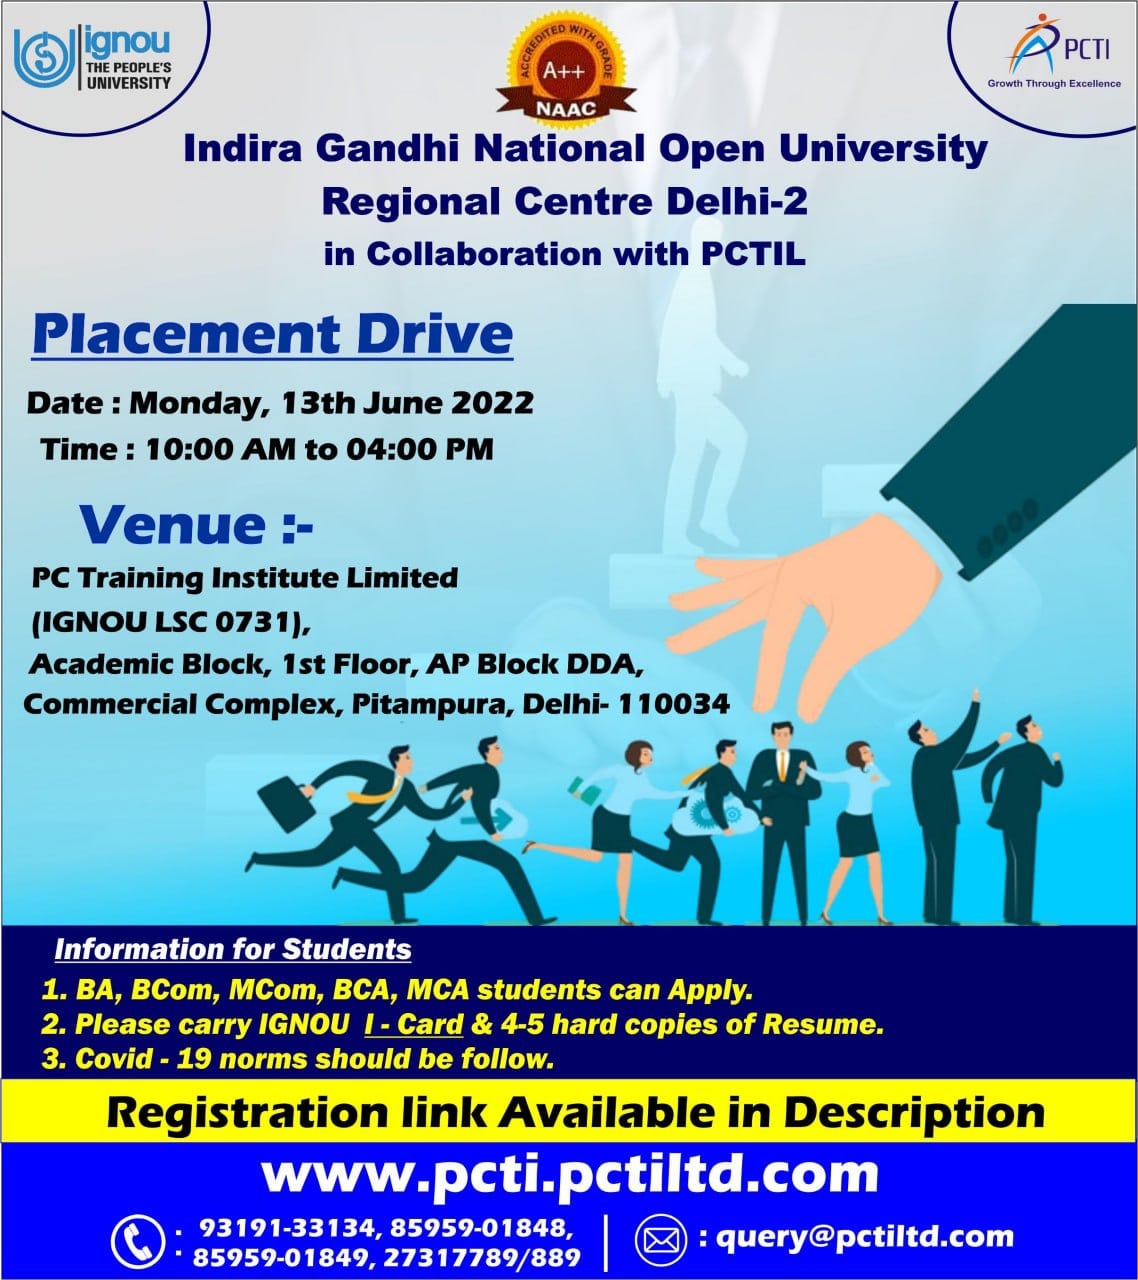 ignou
THE PEOPLE'S
UNIVERSITY
ACCREDITED WITH GRADE
A++
NAAC
PCTI
Growth Through Excellence
Indira Gandhi National Open University
Regional Centre Delhi-2
in Collaboration with PCTIL
Placement Drive
Date : Monday, 13th June 2022
Time : 10:00 AM to 04:00 PM
Venue :-
PC Training Institute Limited
(IGNOU LSC 0731),
Academic Block, 1st Floor, AP Block DDA,
Commercial Complex, Pitampura, Delhi- 110034
Information for Students
1. BA, BCom, MCom, BCA, MCA students can Apply.
2. Please carry IGNOU I - Card & 4-5 hard copies of Resume.
3. Covid - 19 norms should be follow.
Registration link Available in Description
www.pcti.pctiltd.com
: 93191-33134, 85959-01848,
: 85959-01849, 27317789/889
: query@pctiltd.com